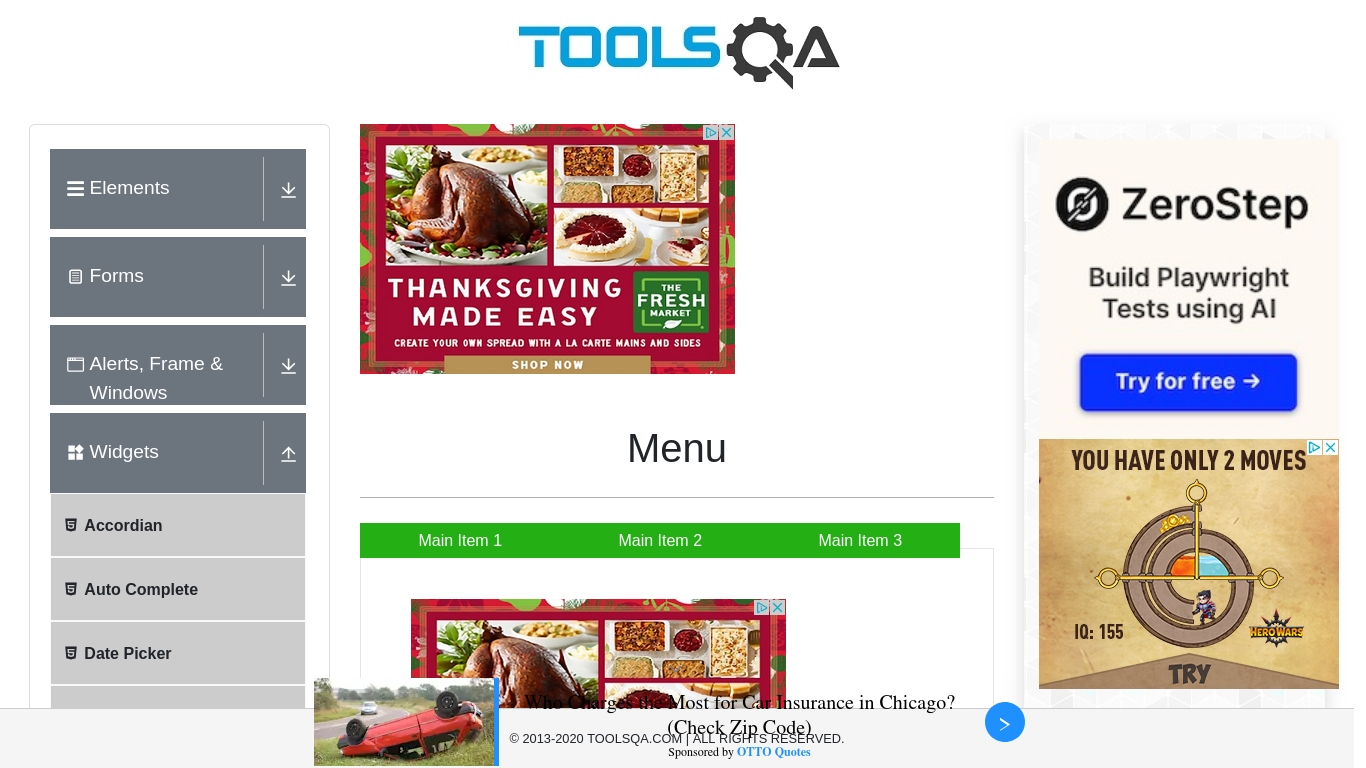 TOOLSQA
Elements
Forms
Alerts, Frame &
Windows
Widgets
Accordian
Auto Complete
Date Picker
THANKSGIVING
MADE EASY
THE
FRESH
MARKET
CREATE YOUR OWN SPREAD WITH A LA CARTE MAINS AND SIDES
SHOP NOW
Menu
Main Item 1
Main Item 2
Main Item 3
ZeroStep
Build Playwright
Tests using AI
Try for free →
YOU HAVE ONLY 2 MOVES
IQ: 155
HERO WARS
TRY
Who Charges the Most for Car Insurance in Chicago?
(Check Zip Code)
Sponsored by OTTO Quotes
© 2013-2020 TOOLSQA.COM | ALL RIGHTS RESERVED.